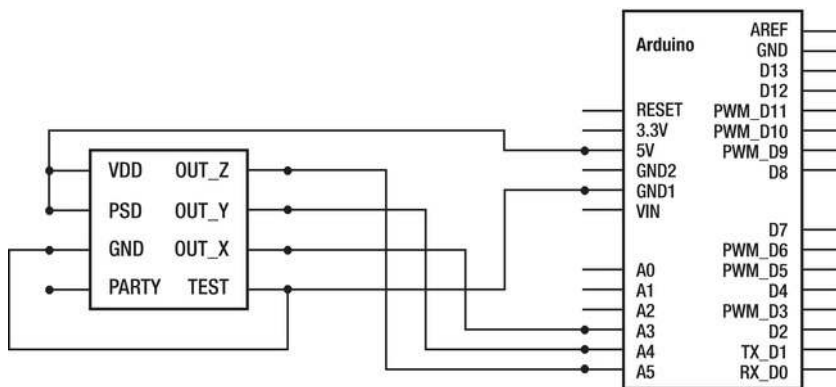 Arduino
AREF
GND
D13
D12
RESET PWM_D11
3.3V PWM_D10
5V PWM_D9
GND2 D8
GND1
VIN
D7
PWM_D6
A0 PWM_D5
A1 D4
A2 PWM_D3
A3 D2
A4 TX_D1
A5 RX_D0
VDD OUT_Z
PSD OUT_Y
GND OUT_X
PARTY TEST